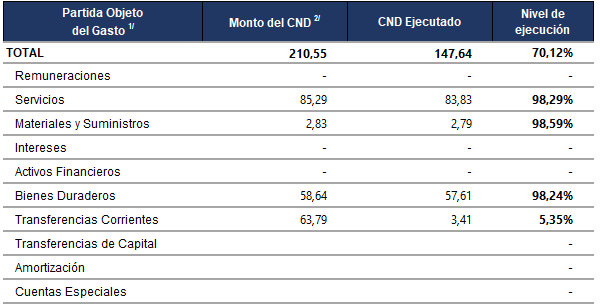 Partida Objeto del Gasto 1/ Monto del CND 2/ CND Ejecutado Nivel de ejecución
TOTAL 210,55 147,64 70,12%
Remuneraciones - - -
Servicios 85,29 83,83 98,29%
Materiales y Suministros 2,83 2,79 98,59%
Intereses - - -
Activos Financieros - - -
Bienes Duraderos 58,64 57,61 98,24%
Transferencias Corrientes 63,79 3,41 5,35%
Transferencias de Capital -
Amortización -
Cuentas Especiales -